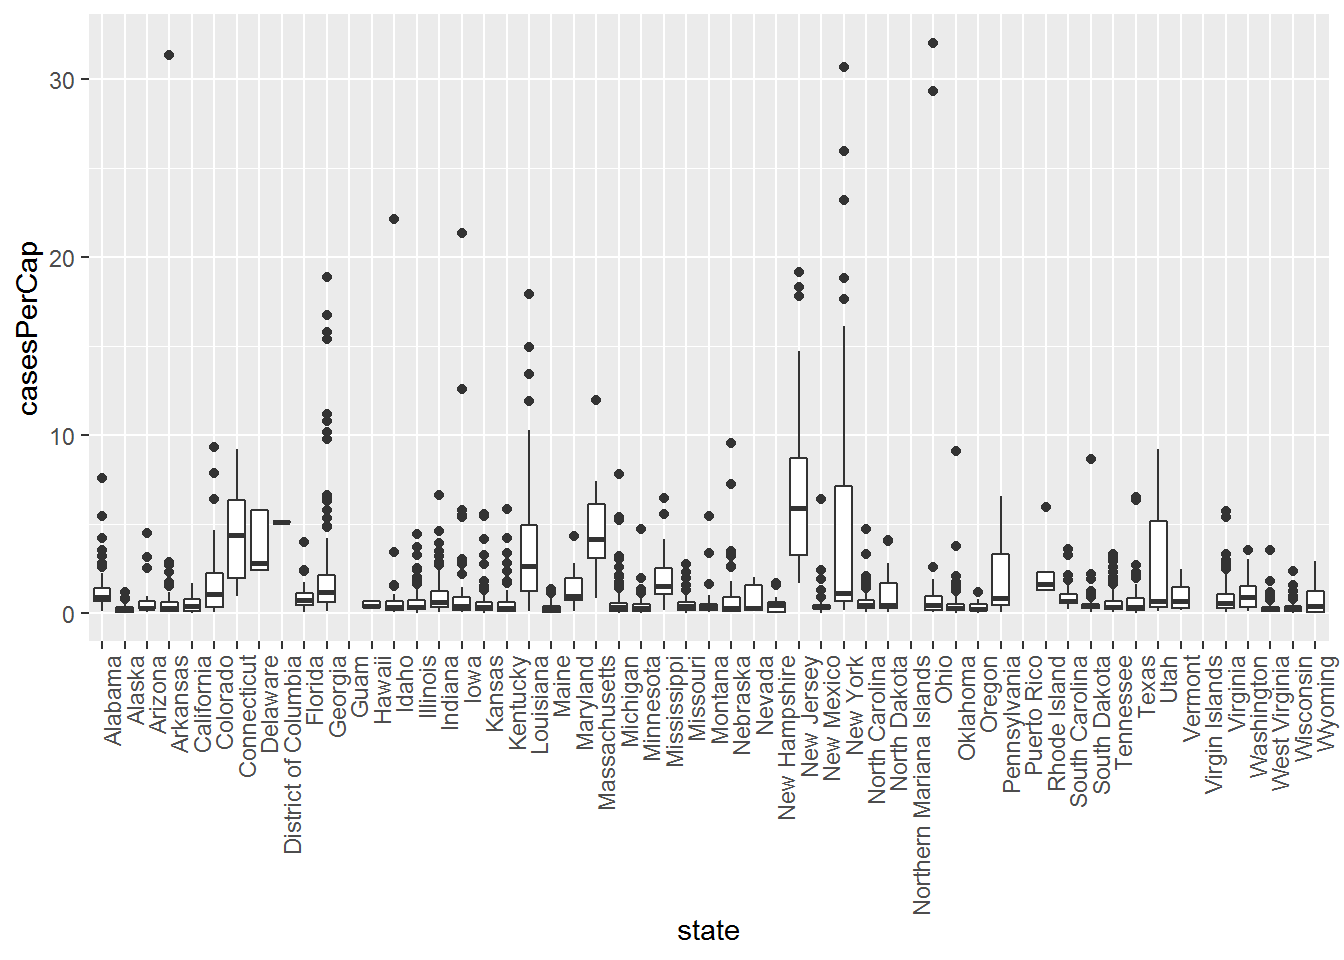 casesPerCap
30
20
10
0
Alabama
Alaska
Arizona
Arkansas
California
Colorado
Connecticut
Delaware
District of Columbia
Florida
Georgia
Guam
Hawaii
Idaho
Illinois
Indiana
Iowa
Kansas
Kentucky
Louisiana
Maine
Maryland
Massachusetts
Michigan
Minnesota
Mississippi
Missouri
Montana
Nebraska
Nevada
New Hampshire
New Jersey
New Mexico
New York
North Carolina
North Dakota
Northern Mariana Islands
Ohio
Oklahoma
Oregon
Pennsylvania
Puerto Rico
Rhode Island
South Carolina
South Dakota
Tennessee
Texas
Utah
Vermont
Virgin Islands
Virginia
Washington
West Virginia
Wisconsin
Wyoming
state